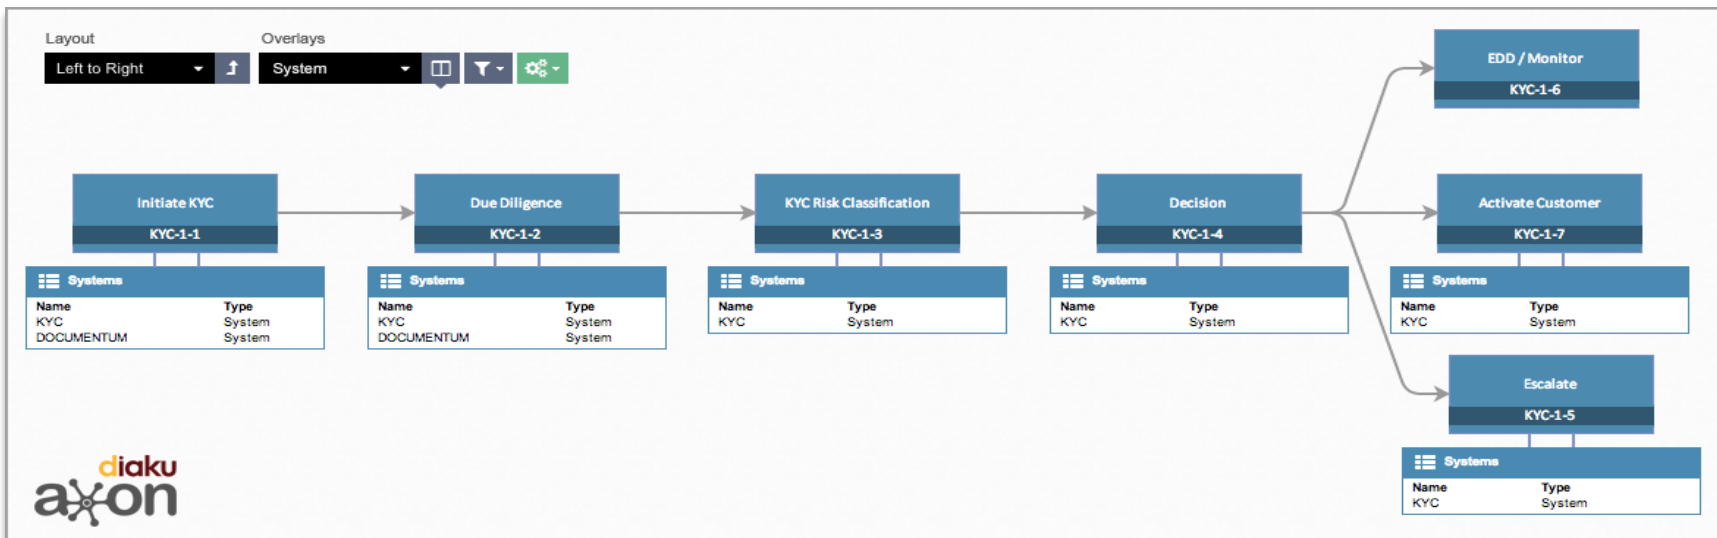 Layout
Overlays
Left to Right
System
EDD / Monitor
KYC-1-6
Initiate KYC
KYC-1-1
Due Diligence
KYC-1-2
KYC Risk Classification
KYC-1-3
Decision
KYC-1-4
Activate Customer
KYC-1-7
Systems
Name Type
KYC System
DOCUMENTUM System
Systems
Name Type
KYC System
DOCUMENTUM System
Systems
Name Type
KYC System
Systems
Name Type
KYC System
Systems
Name Type
KYC System
Escalate
KYC-1-5
Systems
Name Type
KYC System
diaku
axon